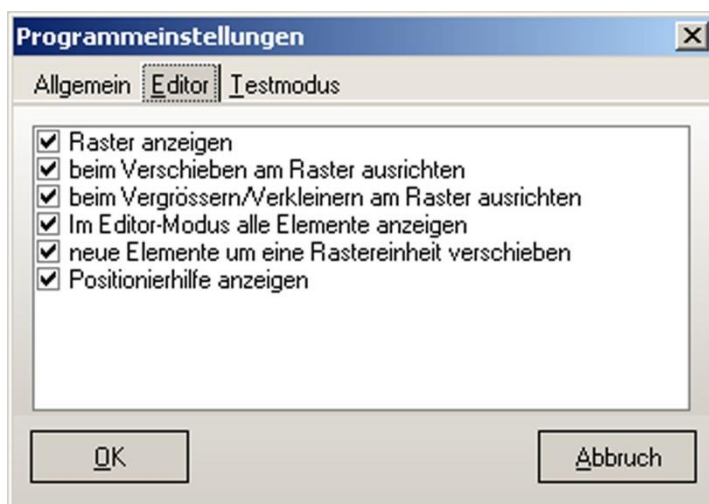 Programmeinstellungen
Allgemein Editor Testmodus
Raster anzeigen
beim Verschieben am Raster ausrichten
beim Vergrössern/Verkleinern am Raster ausrichten
Im Editor-Modus alle Elemente anzeigen
neue Elemente um eine Rastereinheit verschieben
Positionierhilfe anzeigen
OK Abbruch